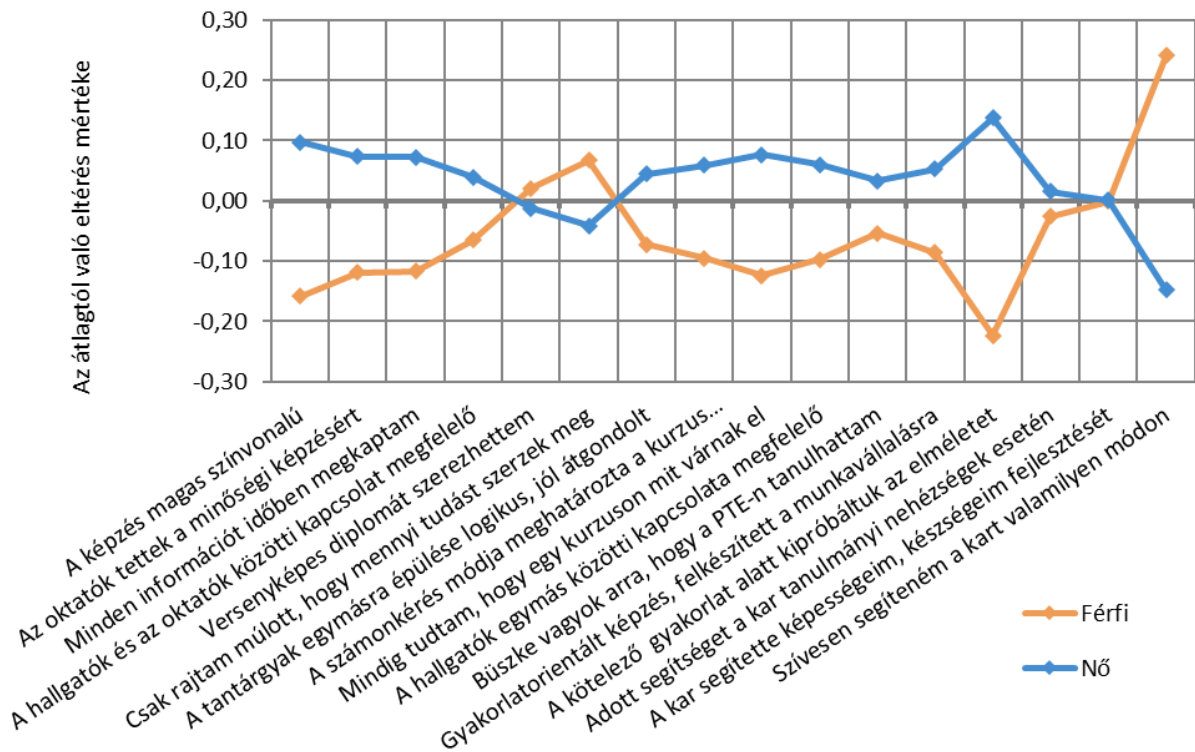 Az átlagtól való eltérés mértéke
0,30
0,20
0,10
0,00
-0,10
-0,20
-0,30
A képzés magas színvonalú
Az oktatók tettek a minőségi képzésért
Minden információt időben megkaptam
A hallgatók és az oktatók közötti kapcsolat megfelelő
Versenyképes diplomát szerezhettem
Csak rajtam múlott, hogy mennyi tudást szerzek meg
A tantárgyak egymásra épülése logikus, jól átgondolt
A számonkérés módja meghatározta a kurzus...
Mindig tudtam, hogy egy kurzuson mit várnak el
A hallgatók egymás közötti kapcsolata megfelelő
Büszke vagyok arra, hogy a PTE-n tanulhattam
Gyakorlatorientált képzés, felkészített a munkavállalásra
A kötelező gyakorlat alatt kipróbáltuk az elméletet
Adott segítséget a kar tanulmányi nehézségek esetén
A kar segítette képességeim, készségeim fejlesztését
Szívesen segíteném a kart valamilyen módon
Férfi
Nő